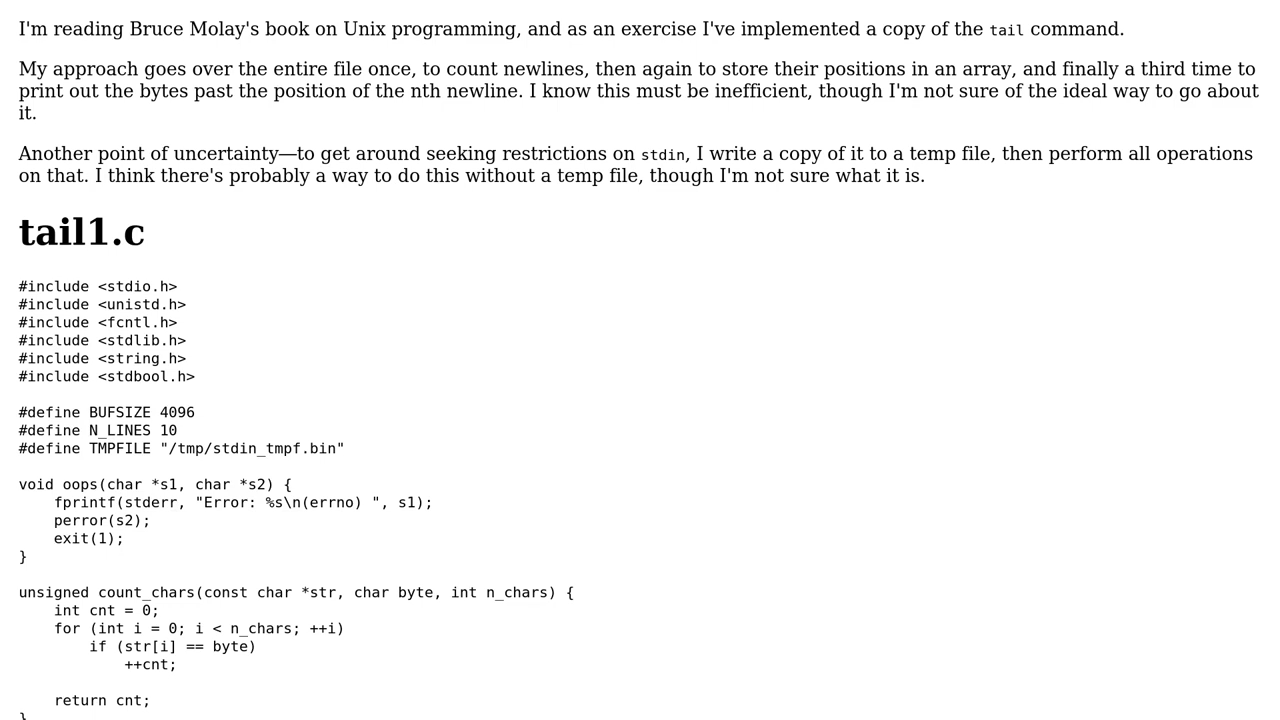 I'm reading Bruce Molay's book on Unix programming, and as an exercise I've implemented a copy of the tail command.
My approach goes over the entire file once, to count newlines, then again to store their positions in an array, and finally a third time to
print out the bytes past the position of the nth newline. I know this must be inefficient, though I'm not sure of the ideal way to go about
it.
Another point of uncertainty—to get around seeking restrictions on stdin, I write a copy of it to a temp file, then perform all operations
on that. I think there's probably a way to do this without a temp file, though I'm not sure what it is.
tail1.c
#include <stdio.h>
#include <unistd.h>
#include <fcntl.h>
#include <stdlib.h>
#include <string.h>
#include <stdbool.h>
#define BUFSIZE 4096
#define N_LINES 10
#define TMPFILE "/tmp/stdin_tmpf.bin"
void oops(char *s1, char *s2) {
    fprintf(stderr, "Error: %s\n(errno) ", s1);
    perror(s2);
    exit(1);
}
unsigned count_chars(const char *str, char byte, int n_chars) {
    int cnt = 0;
    for (int i = 0; i < n_chars; ++i)
        if (str[i] == byte)
            ++cnt;
    return cnt;
}